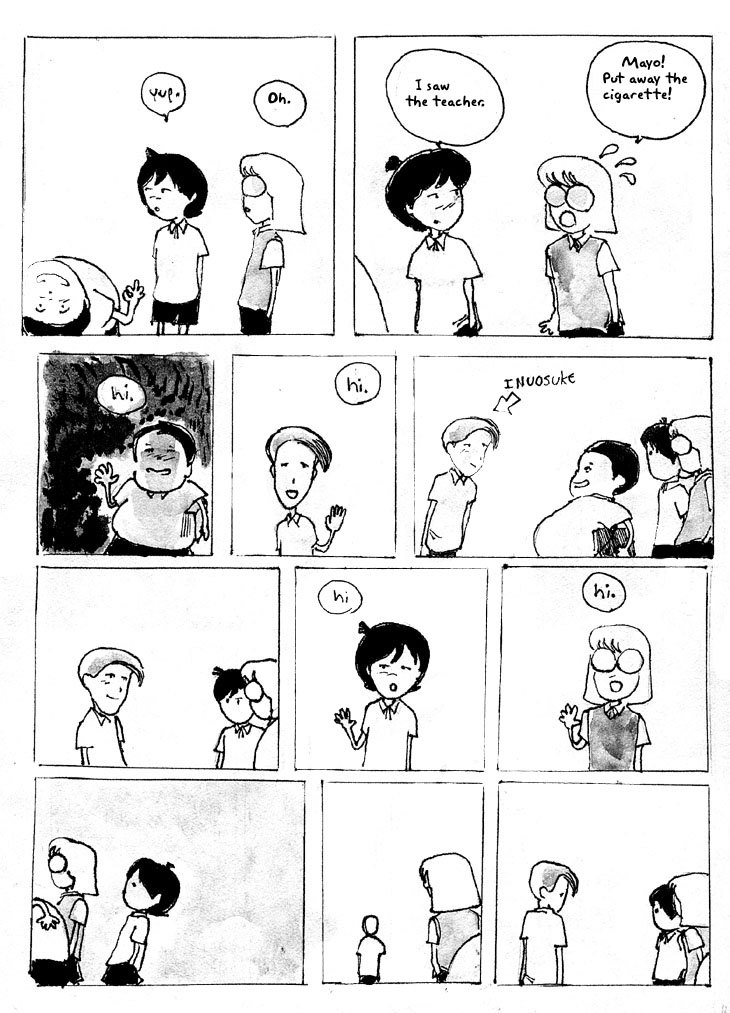 Mayo!
Put away the
cigarette!
I saw
the teacher.
Oh.
yup.
INUOSUKE
hi.
hi.
hi.
hi